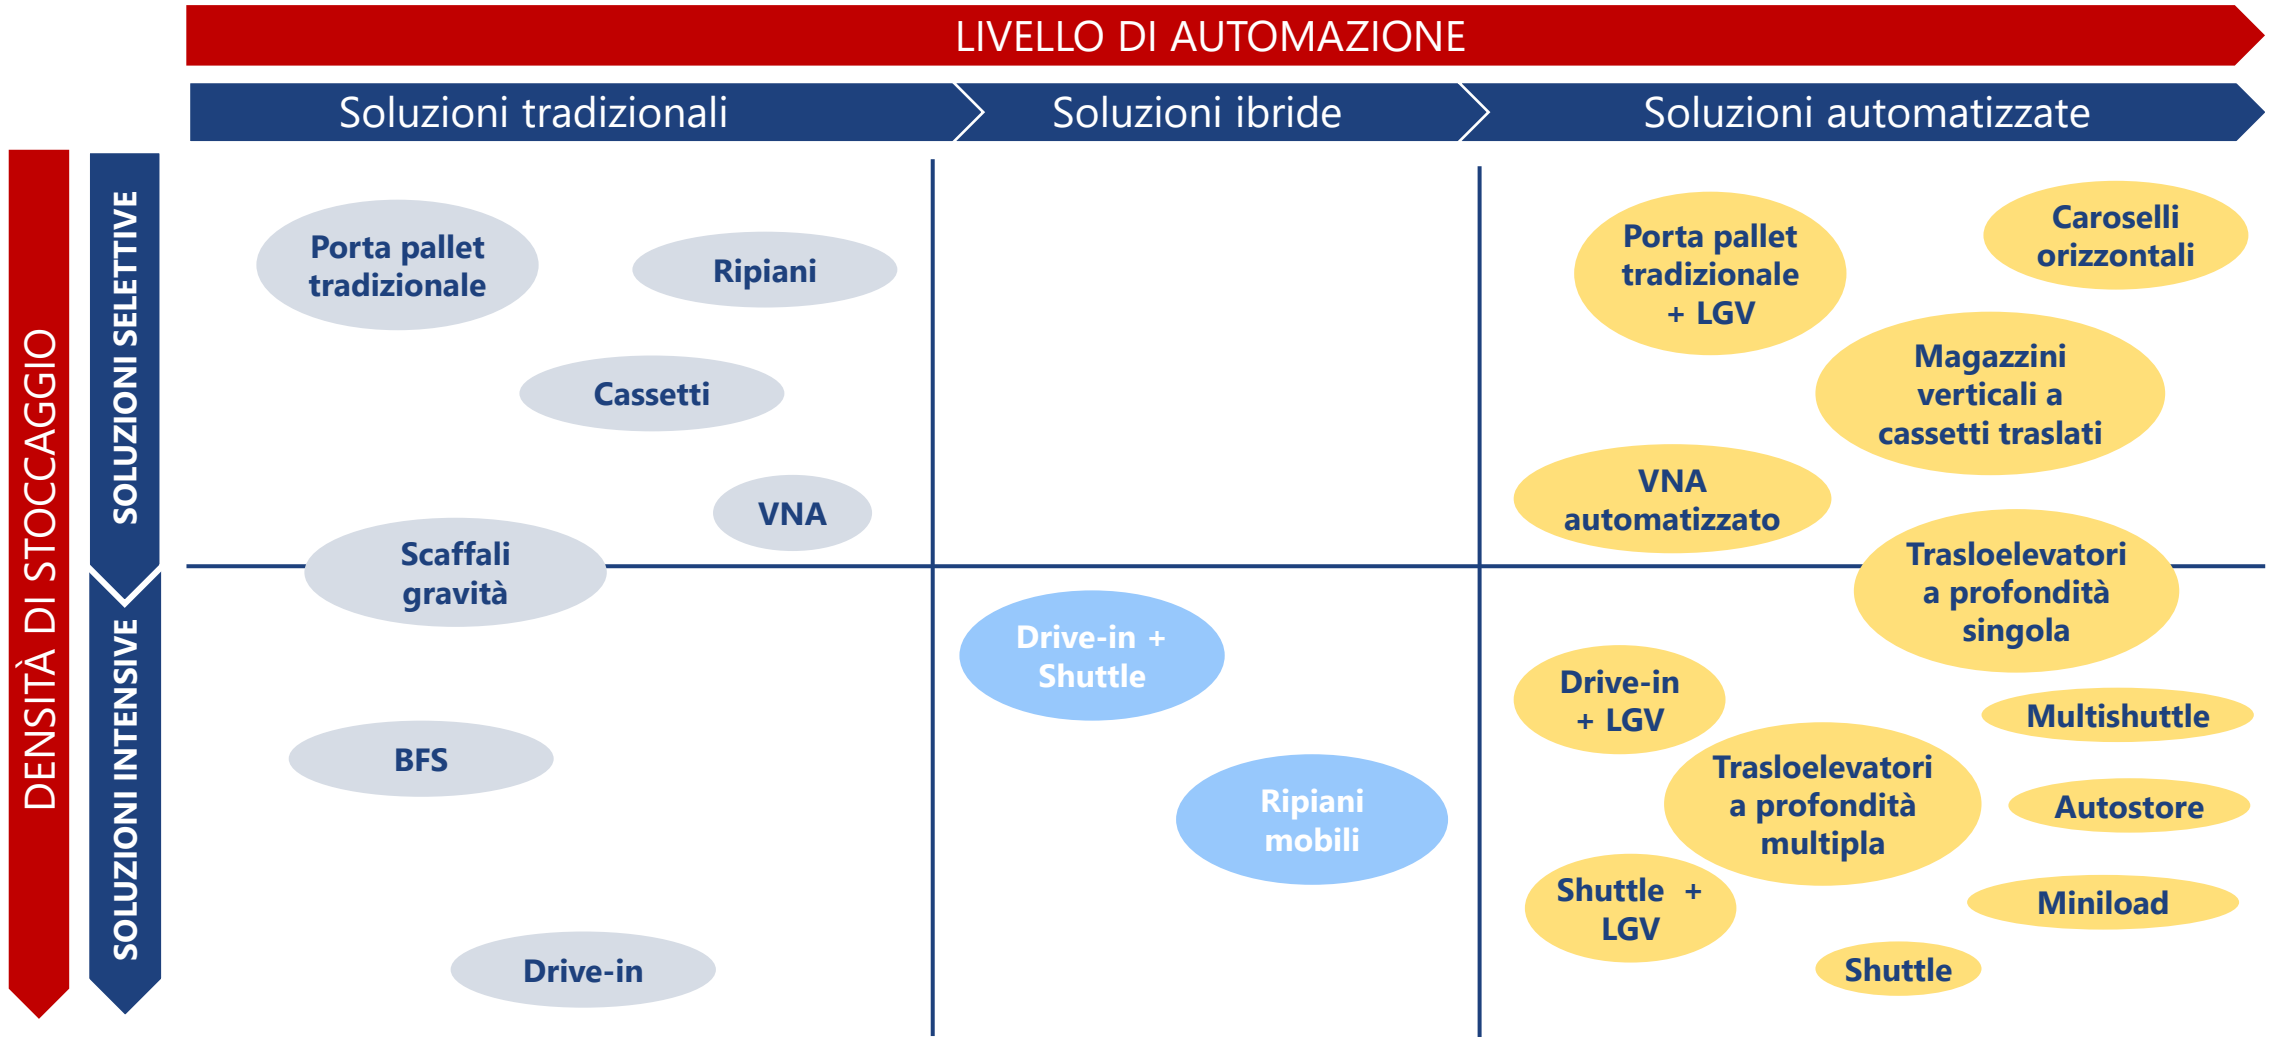 LIVELLO DI AUTOMAZIONE
Soluzioni tradizionali
Soluzioni ibride
Soluzioni automatizzate
DENSITÀ DI STOCCAGGIO
SOLUZIONI SELETTIVE
SOLUZIONI INTENSIVE
Porta pallet
tradizionale
Ripiani
Cassetti
VNA
Scaffali
gravità
BFS
Drive-in
Drive-in +
Shuttle
Ripiani
mobili
Porta pallet
tradizionale
+ LGV
Caroselli
orizzontali
Magazzini
verticali a
cassetti traslati
VNA
automatizzato
Trasloelevatori
a profondità
singola
Drive-in
+ LGV
Multishuttle
Trasloelevatori
a profondità
multipla
Autostore
Shuttle +
LGV
Miniload
Shuttle